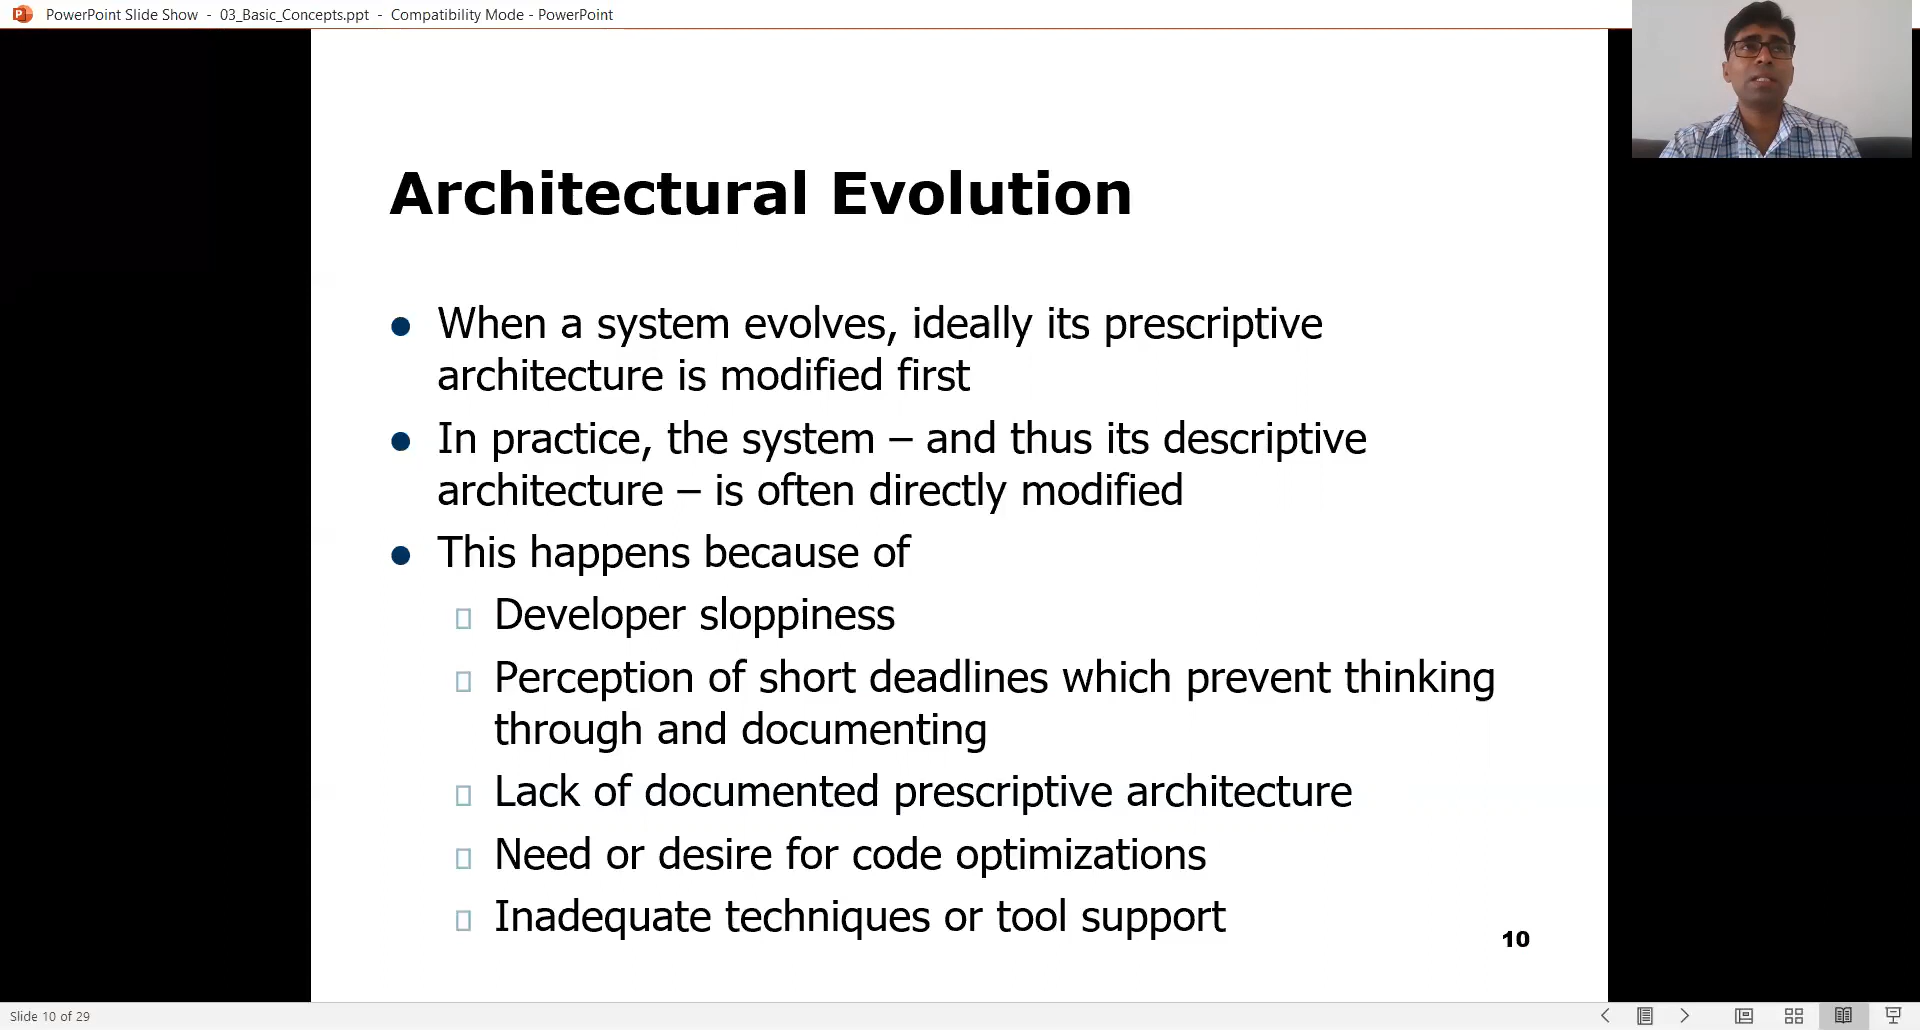 PowerPoint Slide Show - 03_Basic_Concepts.ppt - Compatibility Mode - PowerPoint
Architectural Evolution
When a system evolves, ideally its prescriptive
architecture is modified first
In practice, the system – and thus its descriptive
architecture – is often directly modified
This happens because of
Developer sloppiness
Perception of short deadlines which prevent thinking
through and documenting
Lack of documented prescriptive architecture
Need or desire for code optimizations
Inadequate techniques or tool support
10
Slide 10 of 29